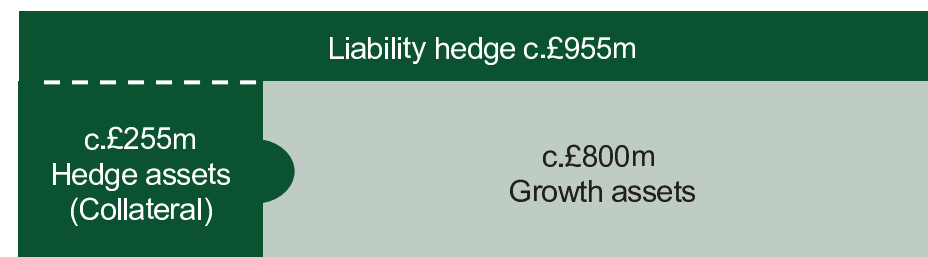 Liability hedge c.£955m
c.£255m
Hedge assets
(Collateral)
c.£800m
Growth assets